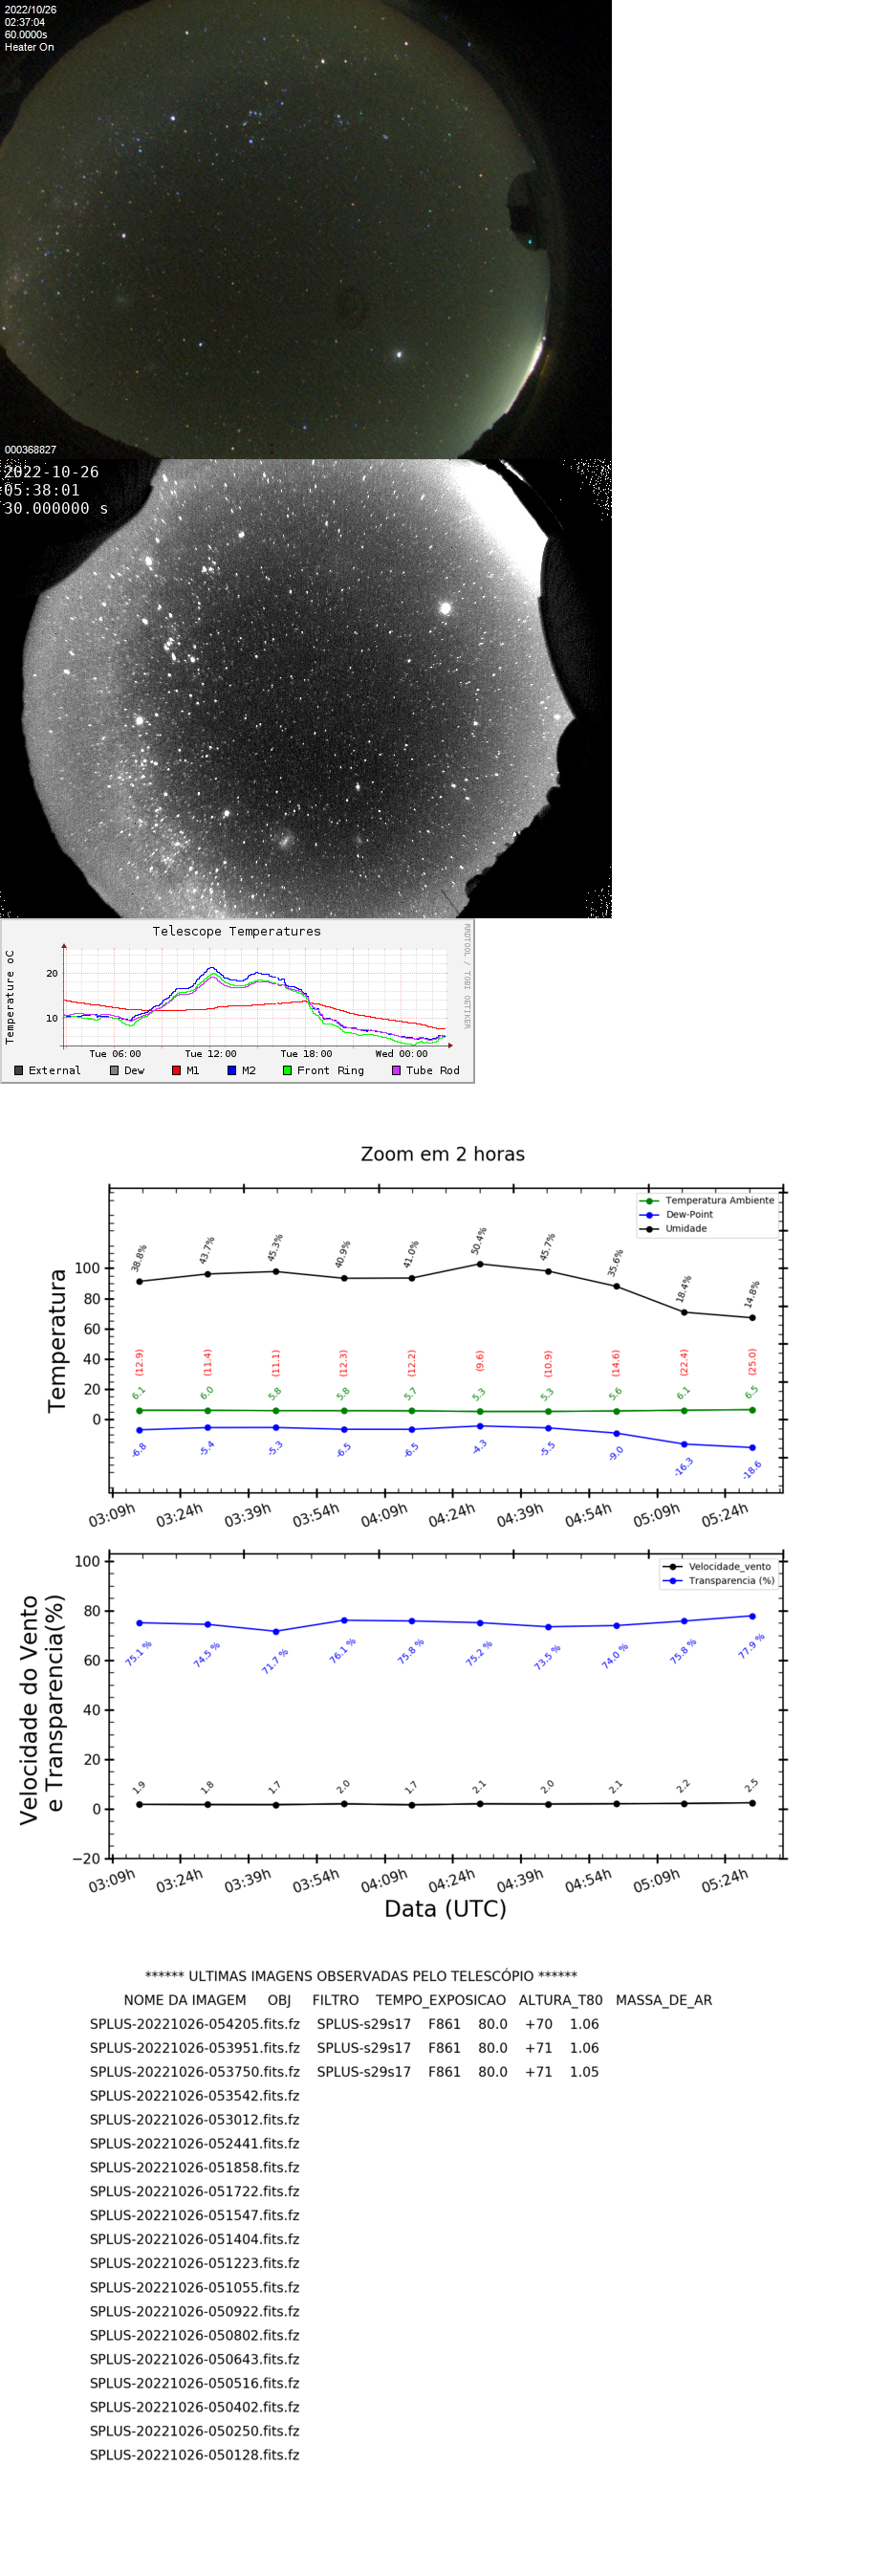 2022/10/26
02:37:04
60.0000s
Heater On
000368827
2022-10-26
05:38:01
30.000000 s
Telescope Temperatures
RRDTOOL / TOBI OETIKER
Temperature oC
20
10
Tue 06:00 Tue 12:00 Tue 18:00 Wed 00:00
External Dew M1 M2 Front Ring Tube Rod
Zoom em 2 horas
Temperatura Ambiente
Dew-Point
Umidade
Temperatura
100
80
60
40
20
0
38.8% 43.7% 45.3% 40.9% 41.0% 50.4% 45.7% 35.6% 18.4% 14.8%
(12.9) (11.4) (11.1) (12.3) (12.2) (9.6) (10.9) (14.6) (22.4) (25.0)
6.1 6.0 5.8 5.8 5.7 5.3 5.3 5.6 6.1 6.5
-6.8 -5.4 -5.3 -6.5 -6.5 -4.3 -5.5 -9.0 -16.3 -18.6
03:09h 03:24h 03:39h 03:54h 04:09h 04:24h 04:39h 04:54h 05:09h 05:24h
Velocidade_vento
Transparencia (%)
Velocidade do Vento
e Transparencia(%)
100
80
60
40
20
0
−20
75.1 % 74.5 % 71.7 % 76.1 % 75.8 % 75.2 % 73.5 % 74.0 % 75.8 % 77.9 %
1.9 1.8 1.7 2.0 1.7 2.1 2.0 2.1 2.2 2.5
03:09h 03:24h 03:39h 03:54h 04:09h 04:24h 04:39h 04:54h 05:09h 05:24h
Data (UTC)
****** ULTIMAS IMAGENS OBSERVADAS PELO TELESCÓPIO ******
NOME DA IMAGEM OBJ FILTRO TEMPO_EXPOSICAO ALTURA_T80 MASSA_DE_AR
SPLUS-20221026-054205.fits.fz SPLUS-s29s17 F861 80.0 +70 1.06
SPLUS-20221026-053951.fits.fz SPLUS-s29s17 F861 80.0 +71 1.06
SPLUS-20221026-053750.fits.fz SPLUS-s29s17 F861 80.0 +71 1.05
SPLUS-20221026-053542.fits.fz
SPLUS-20221026-053012.fits.fz
SPLUS-20221026-052441.fits.fz
SPLUS-20221026-051858.fits.fz
SPLUS-20221026-051722.fits.fz
SPLUS-20221026-051547.fits.fz
SPLUS-20221026-051404.fits.fz
SPLUS-20221026-051223.fits.fz
SPLUS-20221026-051055.fits.fz
SPLUS-20221026-050922.fits.fz
SPLUS-20221026-050802.fits.fz
SPLUS-20221026-050643.fits.fz
SPLUS-20221026-050516.fits.fz
SPLUS-20221026-050402.fits.fz
SPLUS-20221026-050250.fits.fz
SPLUS-20221026-050128.fits.fz